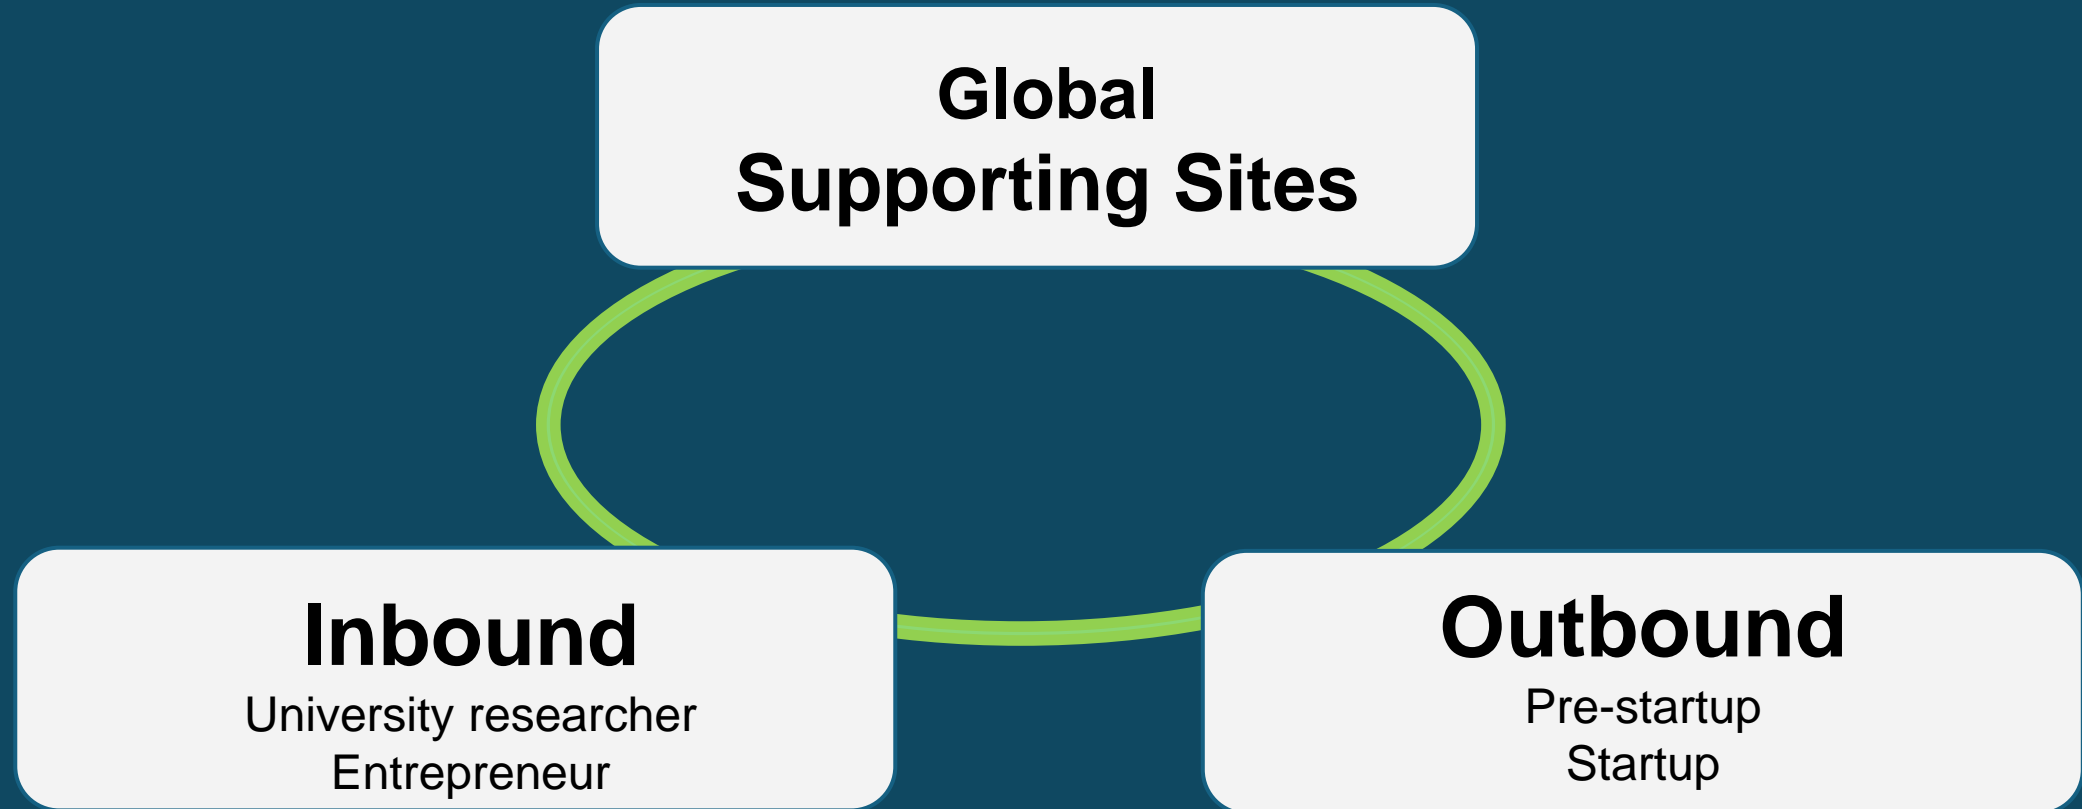 Global
Supporting Sites
Inbound
University researcher
Entrepreneur
Outbound
Pre-startup
Startup